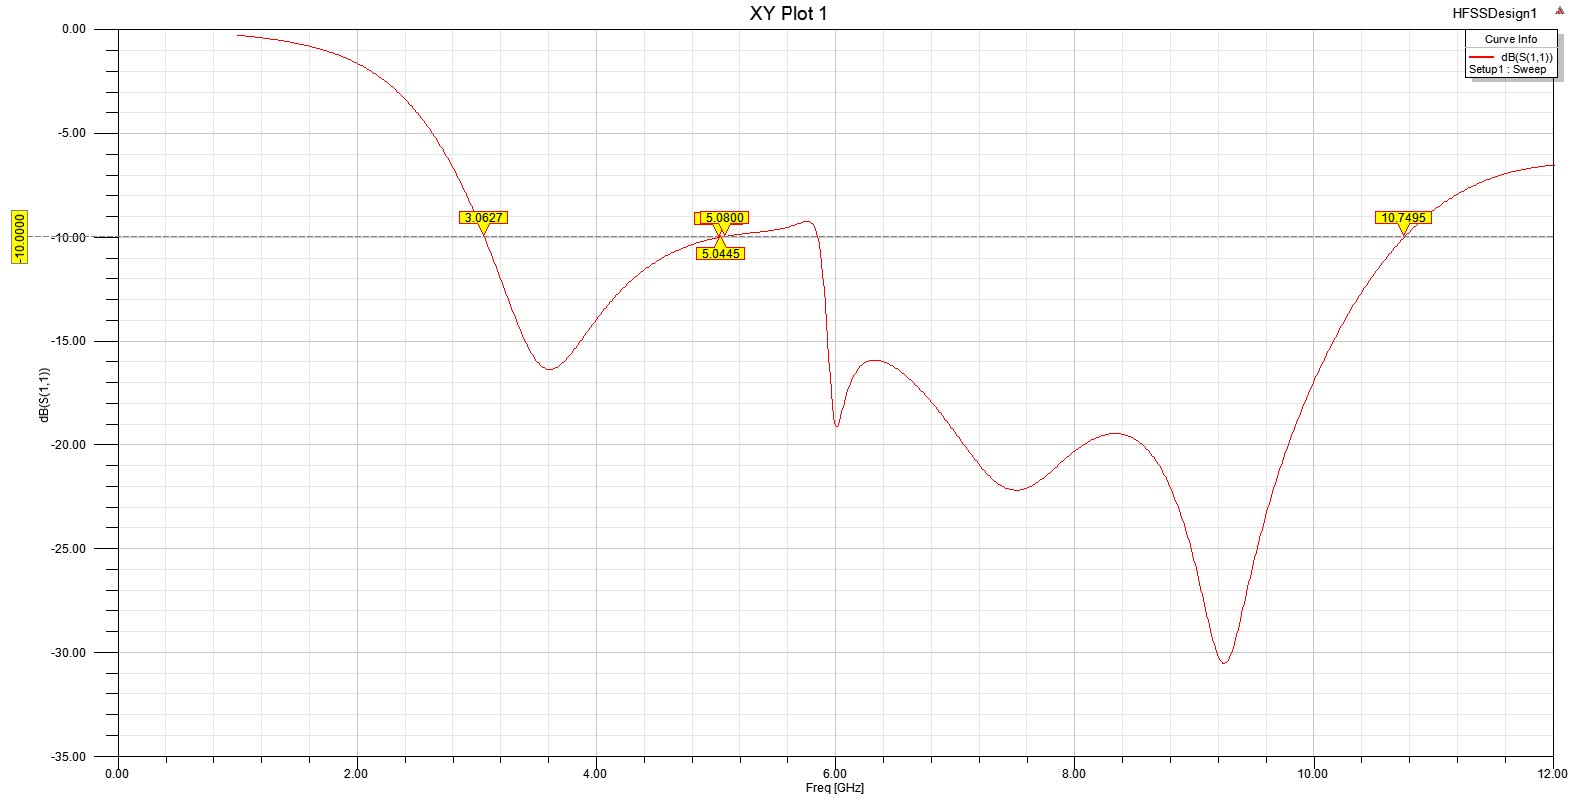 XY Plot 1
HFSSDesign1
Curve Info
dB(S(1,1))
Setup1 : Sweep
0.00
-5.00
-10.00
-15.00
-20.00
-25.00
-30.00
-35.00
-10.0000
dB(S(1,1))
3.0627
5.0800
5.0445
10.7495
0.00
2.00
4.00
6.00
8.00
10.00
12.00
Freq [GHz]